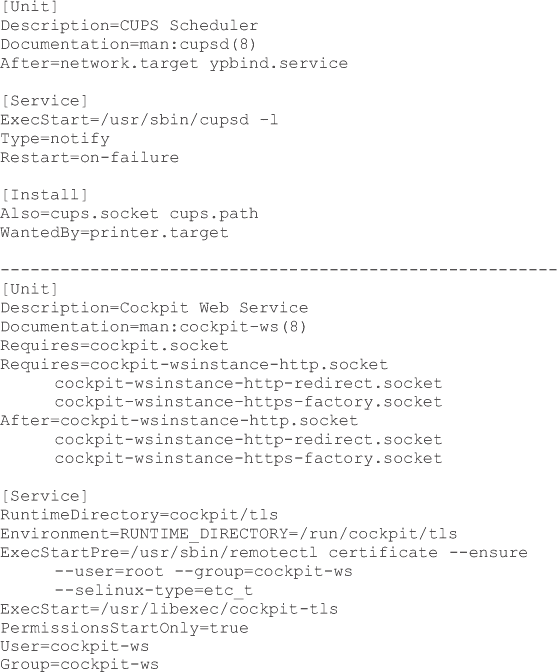 [Unit]
Description=CUPS Scheduler
Documentation=man:cupsd(8)
After=network.target ypbind.service
[Service]
ExecStart=/usr/sbin/cupsd -l
Type=notify
Restart=on-failure
[Install]
Also=cups.socket cups.path
WantedBy=printer.target
--------------------------------------------------------
[Unit]
Description=Cockpit Web Service
Documentation=man:cockpit-ws(8)
Requires=cockpit.socket
Requires=cockpit-wsinstance-http.socket
cockpit-wsinstance-http-redirect.socket
cockpit-wsinstance-https-factory.socket
After=cockpit-wsinstance-http.socket
cockpit-wsinstance-http-redirect.socket
cockpit-wsinstance-https-factory.socket
[Service]
RuntimeDirectory=cockpit/tls
Environment=RUNTIME_DIRECTORY=/run/cockpit/tls
ExecStartPre=/usr/sbin/remotectl certificate --ensure
--user=root --group=cockpit-ws
--selinux-type=etc_t
ExecStart=/usr/libexec/cockpit-tls
PermissionsStartOnly=true
User=cockpit-ws
Group=cockpit-ws